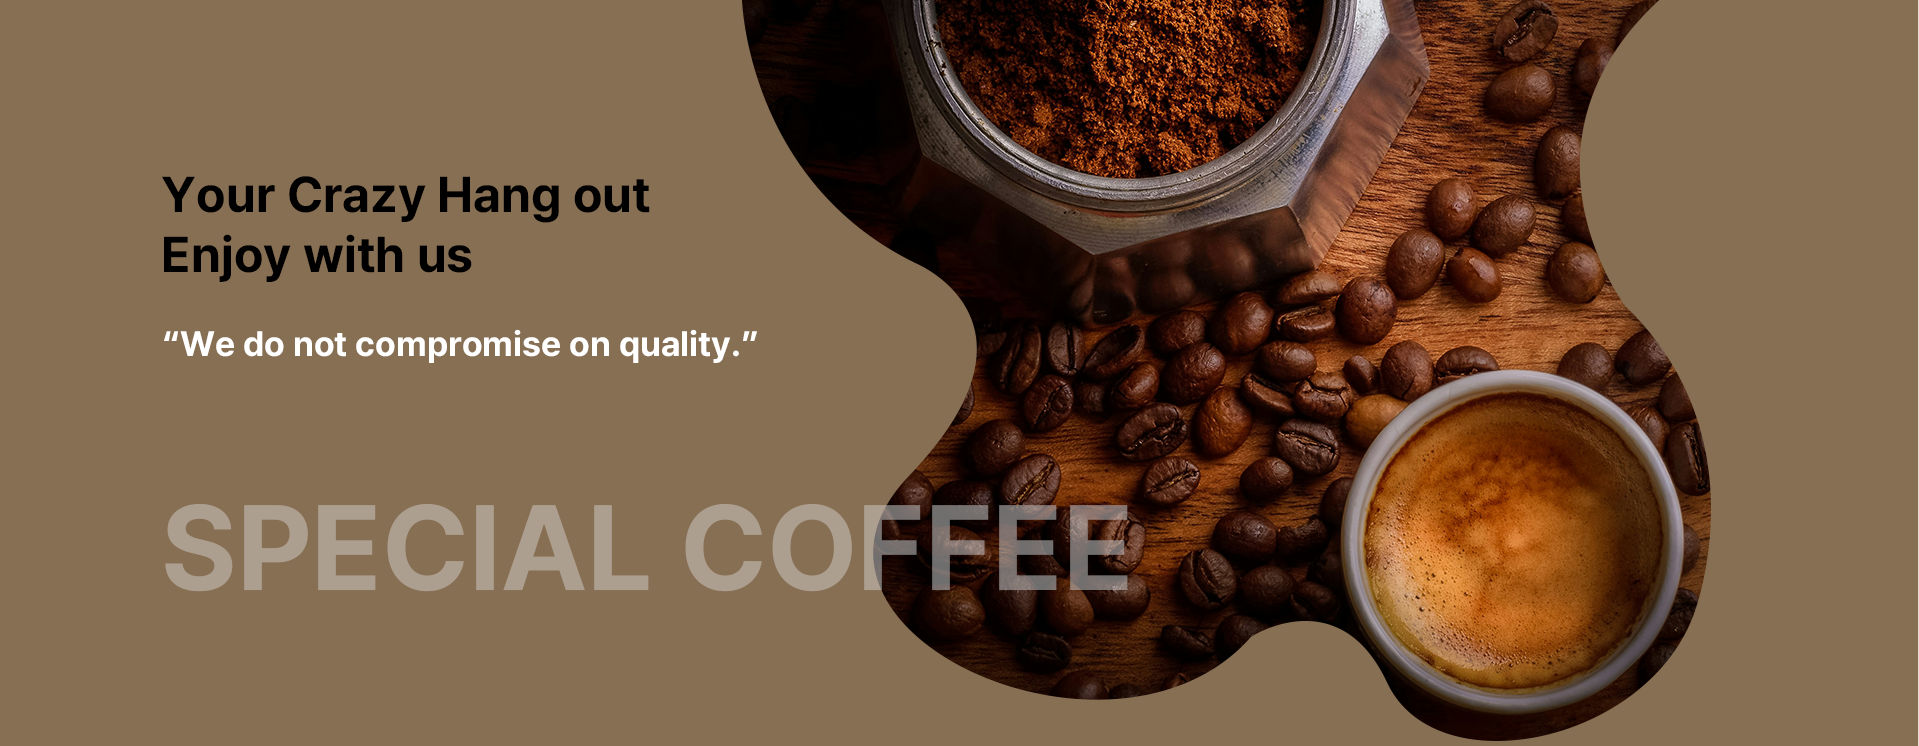 Your Crazy Hang out
Enjoy with us
“We do not compromise on quality.”
SPECIAL COFFEE